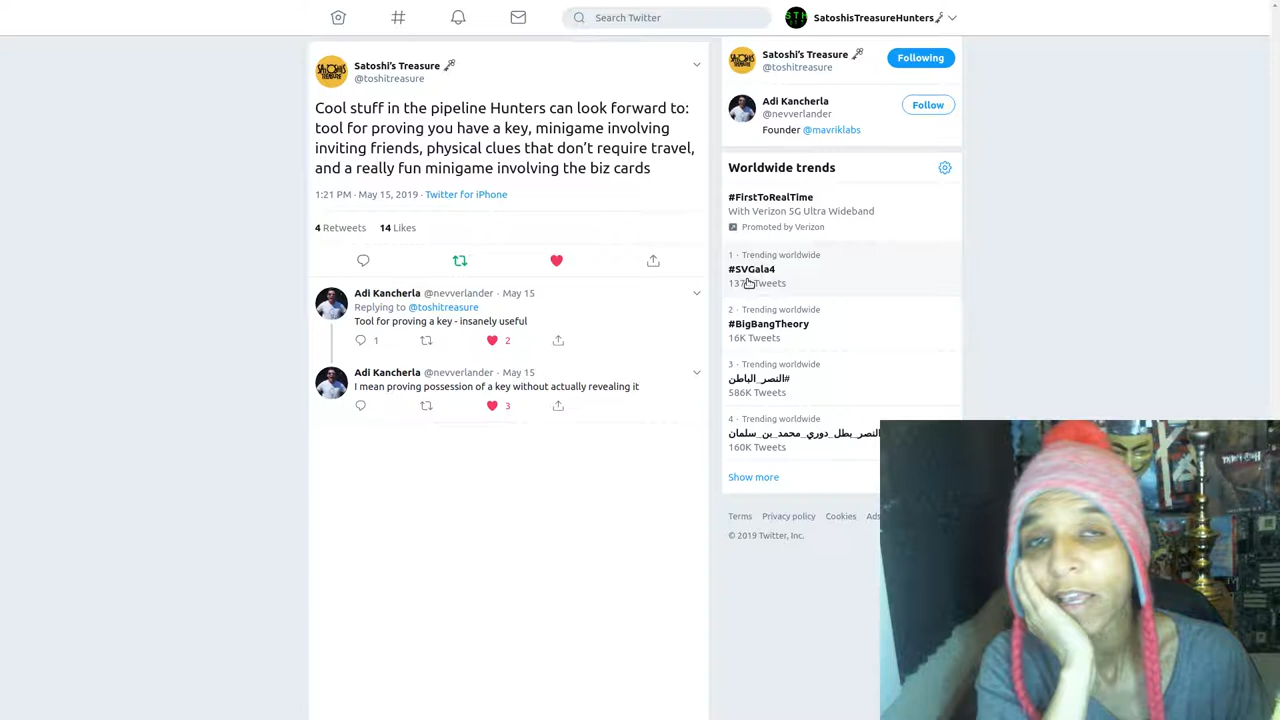 Search Twitter
STH
SatoshisTreasureHunters🗝
SATOSHI'S TREASURE
Satoshi's Treasure 🗝
@toshitreasure
Cool stuff in the pipeline Hunters can look forward to:
tool for proving you have a key, minigame involving
inviting friends, physical clues that don't require travel,
and a really fun minigame involving the biz cards
1:21 PM · May 15, 2019 · Twitter for iPhone
4 Retweets 14 Likes
Adi Kancherla @nevverlander · May 15
Replying to @toshitreasure
Tool for proving a key - insanely useful
1 2
Adi Kancherla @nevverlander · May 15
I mean proving possession of a key without actually revealing it
3
Satoshi's Treasure 🗝
@toshitreasure
Following
Adi Kancherla
@nevverlander
Follow
Founder @mavriklabs
Worldwide trends
#FirstToRealTime
With Verizon 5G Ultra Wideband
Promoted by Verizon
1 · Trending worldwide
#SVGala4
Tweets
2 · Trending worldwide
#BigBangTheory
16K Tweets
3 · Trending worldwide
#النصر_الباطن
586K Tweets
4 · Trending worldwide
النصر_بطل_دوري_محمد_بن_سلمان
160K Tweets
Show more
Terms Privacy policy Cookies Ads
© 2019 Twitter, Inc.